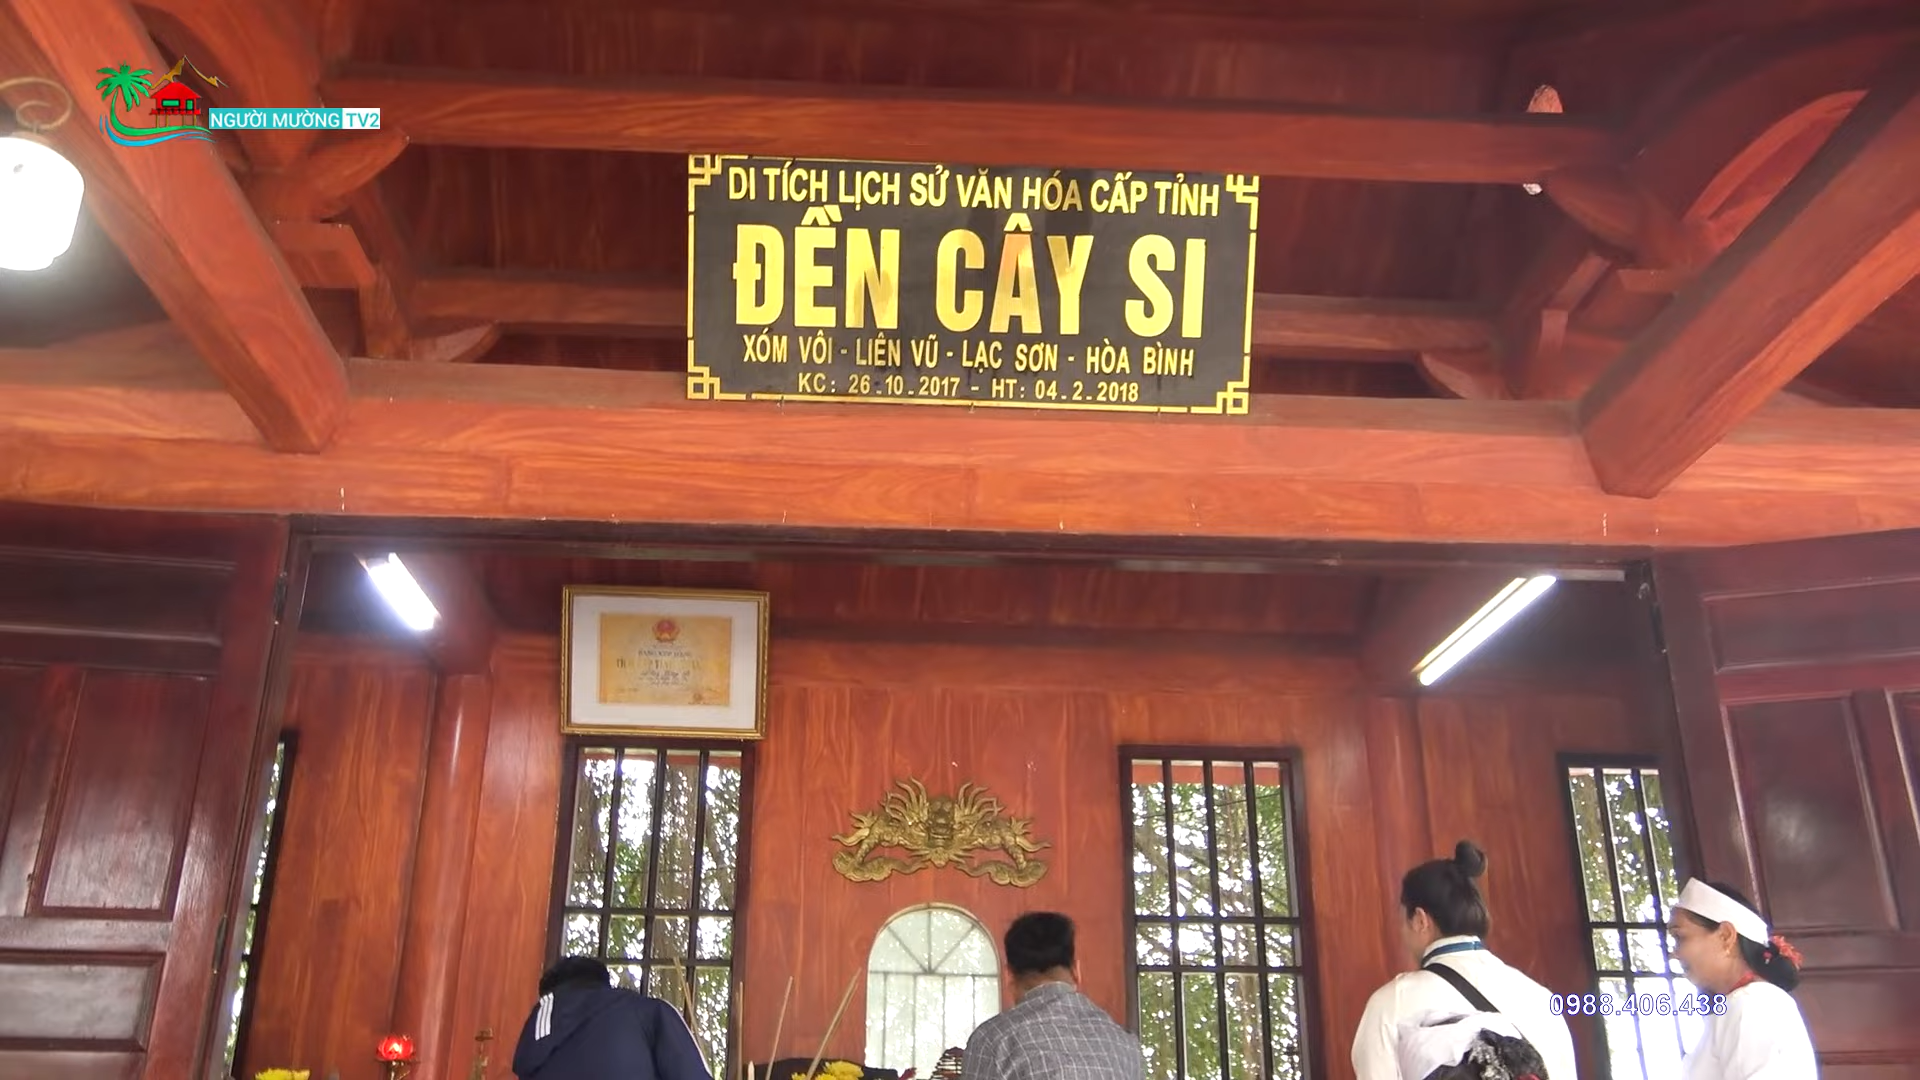 NGƯỜI MƯỜNG TV2
DI TÍCH LỊCH SỬ VĂN HÓA CẤP TỈNH
ĐỀN CÂY SI
XÓM VÔI - LIÊN VŨ - LẠC SƠN - HÒA BÌNH
KC: 26.10.2017 - HT: 04.2.2018
0988.406.438